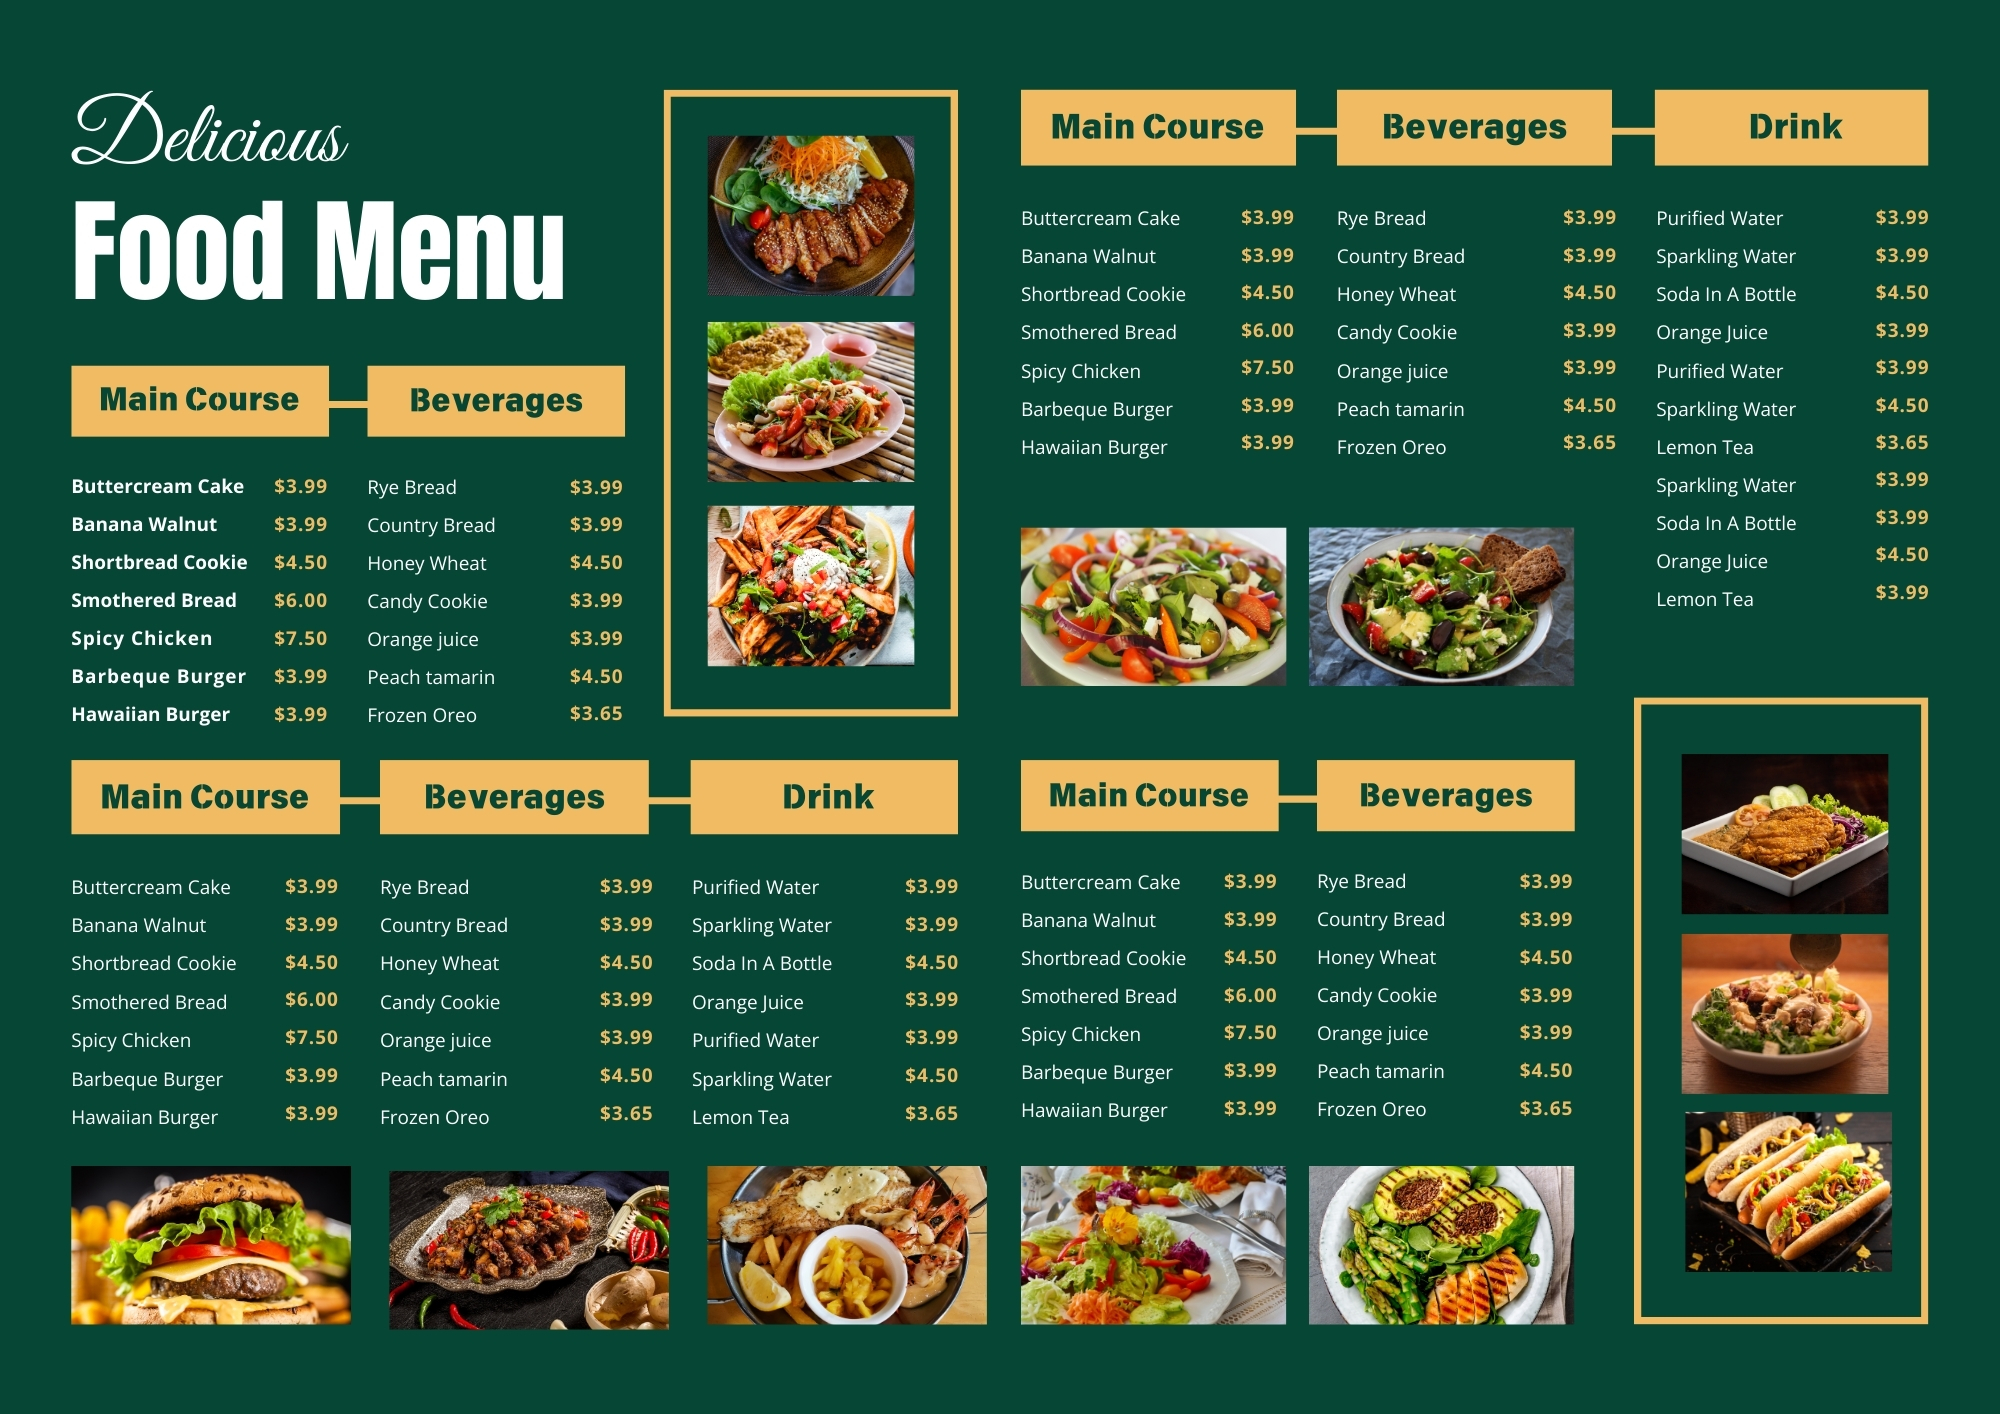 Delicious
Food Menu
Main Course
Buttercream Cake $3.99
Banana Walnut $3.99
Shortbread Cookie $4.50
Smothered Bread $6.00
Spicy Chicken $7.50
Barbeque Burger $3.99
Hawaiian Burger $3.99
Beverages
Rye Bread $3.99
Country Bread $3.99
Honey Wheat $4.50
Candy Cookie $3.99
Orange juice $3.99
Peach tamarin $4.50
Frozen Oreo $3.65
Main Course
Buttercream Cake $3.99
Banana Walnut $3.99
Shortbread Cookie $4.50
Smothered Bread $6.00
Spicy Chicken $7.50
Barbeque Burger $3.99
Hawaiian Burger $3.99
Beverages
Rye Bread $3.99
Country Bread $3.99
Honey Wheat $4.50
Candy Cookie $3.99
Orange juice $3.99
Peach tamarin $4.50
Frozen Oreo $3.65
Drink
Purified Water $3.99
Sparkling Water $3.99
Soda In A Bottle $4.50
Orange Juice $3.99
Purified Water $3.99
Sparkling Water $4.50
Lemon Tea $3.65
Main Course
Buttercream Cake $3.99
Banana Walnut $3.99
Shortbread Cookie $4.50
Smothered Bread $6.00
Spicy Chicken $7.50
Barbeque Burger $3.99
Hawaiian Burger $3.99
Beverages
Rye Bread $3.99
Country Bread $3.99
Honey Wheat $4.50
Candy Cookie $3.99
Orange juice $3.99
Peach tamarin $4.50
Frozen Oreo $3.65
Drink
Purified Water $3.99
Sparkling Water $3.99
Soda In A Bottle $4.50
Orange Juice $3.99
Purified Water $3.99
Sparkling Water $4.50
Lemon Tea $3.65
Sparkling Water $3.99
Soda In A Bottle $3.99
Orange Juice $4.50
Lemon Tea $3.99
Main Course
Buttercream Cake $3.99
Banana Walnut $3.99
Shortbread Cookie $4.50
Smothered Bread $6.00
Spicy Chicken $7.50
Barbeque Burger $3.99
Hawaiian Burger $3.99
Beverages
Rye Bread $3.99
Country Bread $3.99
Honey Wheat $4.50
Candy Cookie $3.99
Orange juice $3.99
Peach tamarin $4.50
Frozen Oreo $3.65